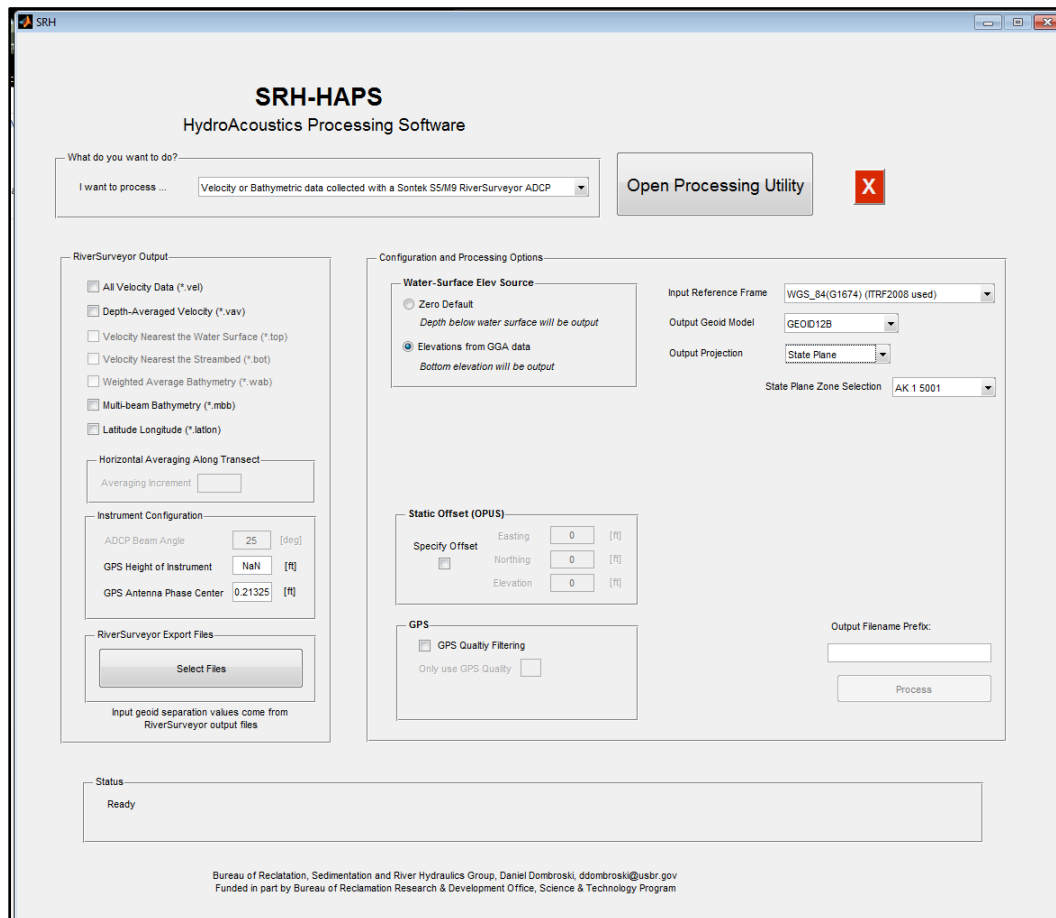 SRH
SRH-HAPS
HydroAcoustics Processing Software
What do you want to do?
I want to process ...
Velocity or Bathymetric data collected with a Sontek S5/M9 RiverSurveyor ADCP
Open Processing Utility
X
RiverSurveyor Output
All Velocity Data (*.vel)
Depth-Averaged Velocity (*.vav)
Velocity Nearest the Water Surface (*.top)
Velocity Nearest the Streambed (*.bot)
Weighted Average Bathymetry (*.wab)
Multi-beam Bathymetry (*.mbb)
Latitude Longitude (*.latlon)
Horizontal Averaging Along Transect
Averaging Increment
Instrument Configuration
ADCP Beam Angle 25 [deg]
GPS Height of Instrument NaN [ft]
GPS Antenna Phase Center 0.21325 [ft]
RiverSurveyor Export Files
Select Files
Input geoid separation values come from
RiverSurveyor output files
Configuration and Processing Options
Water-Surface Elev Source
Zero Default
Depth below water surface will be output
Elevations from GGA data
Bottom elevation will be output
Input Reference Frame WGS_84(G1674) (ITRF2008 used)
Output Geoid Model GEOID12B
Output Projection State Plane
State Plane Zone Selection AK 1 5001
Static Offset (OPUS)
Specify Offset
Easting 0 [ft]
Northing 0 [ft]
Elevation 0 [ft]
GPS
GPS Qualtiy Filtering
Only use GPS Quality
Output Filename Prefix:
Process
Status
Ready
Bureau of Reclatation, Sedimentation and River Hydraulics Group, Daniel Dombroski, ddombroski@usbr.gov
Funded in part by Bureau of Reclamation Research & Development Office, Science & Technology Program